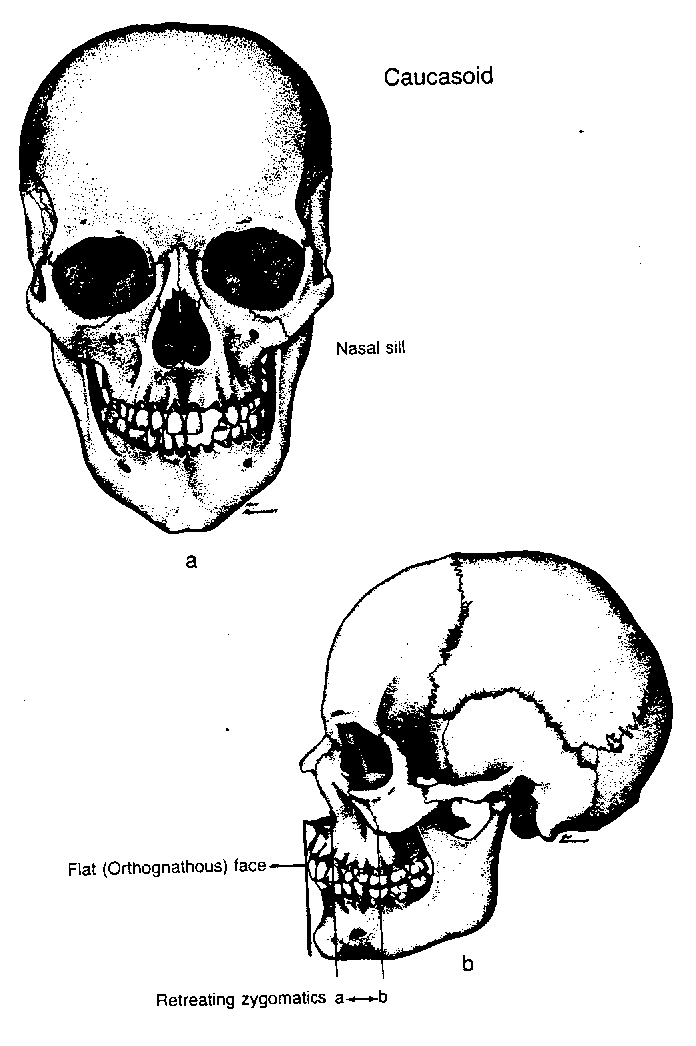 Caucasoid
Nasal sill
a
Flat (Orthognathous) face
b
Retreating zygomatics a↔b